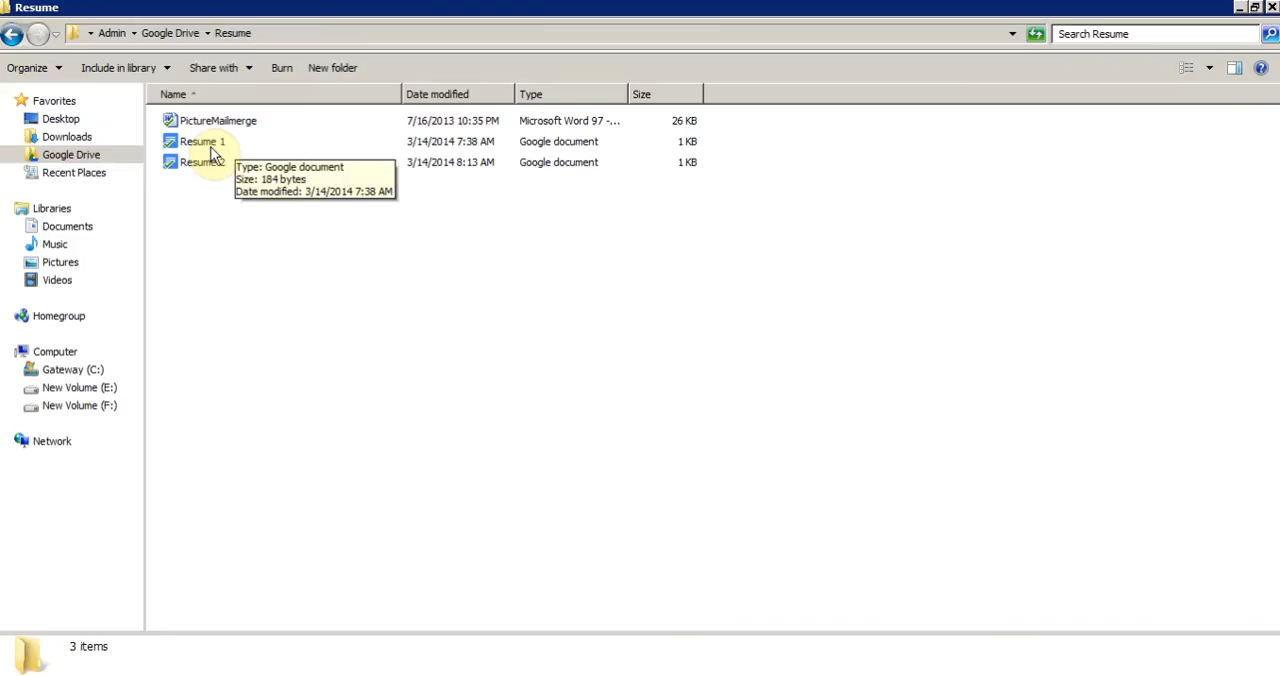 Resume
Admin Google Drive Resume
Search Resume
Organize Include in library Share with Burn New folder
Name Date modified Type Size
Favorites
Desktop
Downloads
Google Drive
Recent Places
Libraries
Documents
Music
Pictures
Videos
Homegroup
Computer
Gateway (C:)
New Volume (E:)
New Volume (F:)
Network
PictureMailmerge 7/16/2013 10:35 PM Microsoft Word 97 -... 26 KB
Resume 1 3/14/2014 7:38 AM Google document 1 KB
Resume 2 3/14/2014 8:13 AM Google document 1 KB
Type: Google document
Size: 184 bytes
Date modified: 3/14/2014 7:38 AM
3 items